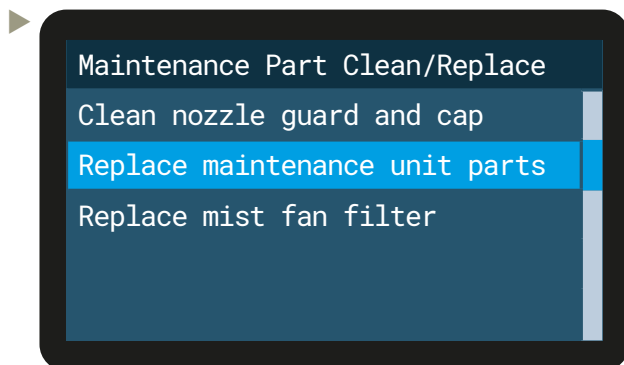 Maintenance Part Clean/Replace
Clean nozzle guard and cap
Replace maintenance unit parts
Replace mist fan filter